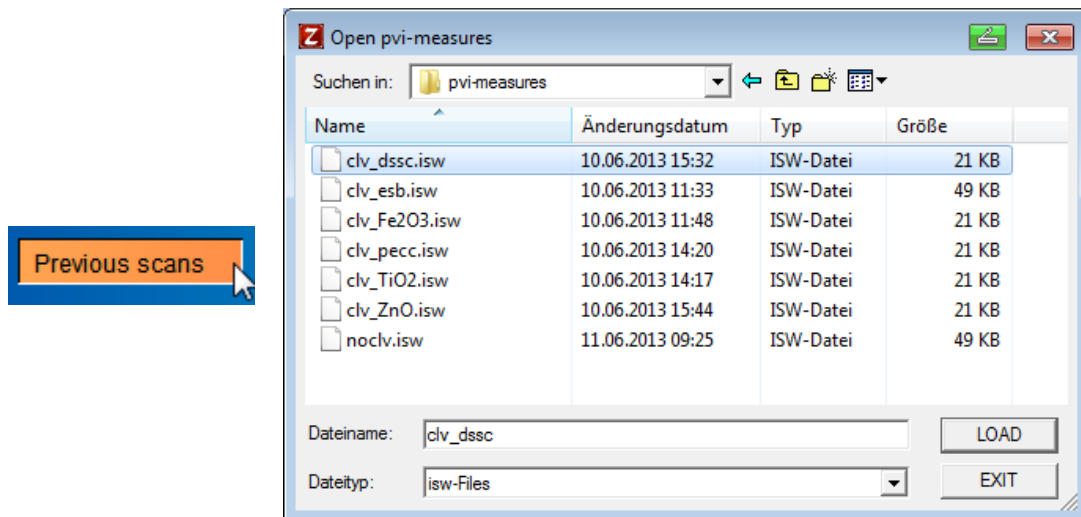 Previous scans
Z Open pvi-measures
Suchen in: pvi-measures
Name Änderungsdatum Typ Größe
clv_dssc.isw 10.06.2013 15:32 ISW-Datei 21 KB
clv_esb.isw 10.06.2013 11:33 ISW-Datei 49 KB
clv_Fe2O3.isw 10.06.2013 11:48 ISW-Datei 21 KB
clv_pecc.isw 10.06.2013 14:20 ISW-Datei 21 KB
clv_TiO2.isw 10.06.2013 14:17 ISW-Datei 21 KB
clv_ZnO.isw 10.06.2013 15:44 ISW-Datei 21 KB
noclv.isw 11.06.2013 09:25 ISW-Datei 49 KB
Dateiname: clv_dssc LOAD
Dateityp: isw-Files EXIT